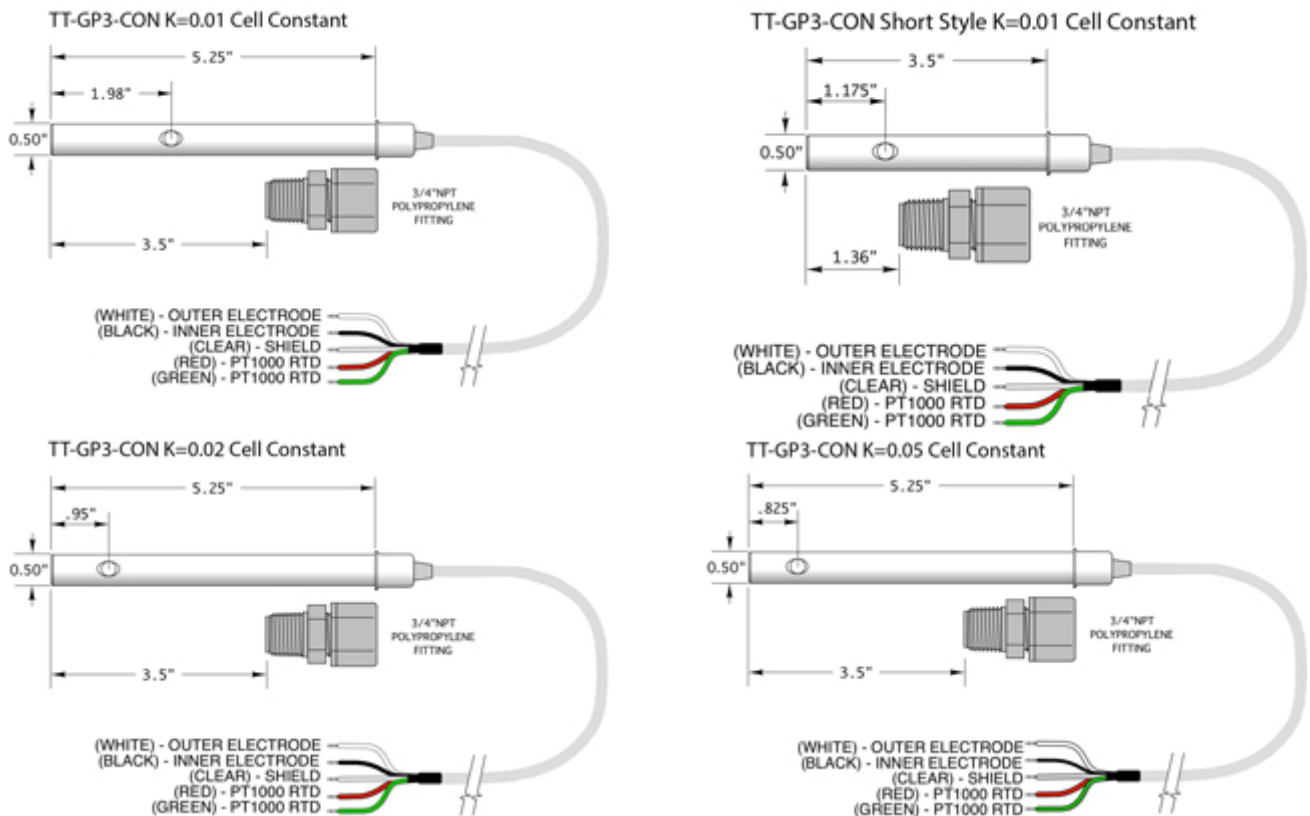 TT-GP3-CON K=0.01 Cell Constant
5.25"
1.98"
0.50"
3/4"NPT
POLYPROPYLENE
FITTING
3.5"
(WHITE) - OUTER ELECTRODE
(BLACK) - INNER ELECTRODE
(CLEAR) - SHIELD
(RED) - PT1000 RTD
(GREEN) - PT1000 RTD
TT-GP3-CON Short Style K=0.01 Cell Constant
3.5"
1.175"
0.50"
3/4"NPT
POLYPROPYLENE
FITTING
1.36"
(WHITE) - OUTER ELECTRODE
(BLACK) - INNER ELECTRODE
(CLEAR) - SHIELD
(RED) - PT1000 RTD
(GREEN) - PT1000 RTD
TT-GP3-CON K=0.02 Cell Constant
5.25"
.95"
0.50"
3/4"NPT
POLYPROPYLENE
FITTING
3.5"
(WHITE) - OUTER ELECTRODE
(BLACK) - INNER ELECTRODE
(CLEAR) - SHIELD
(RED) - PT1000 RTD
(GREEN) - PT1000 RTD
TT-GP3-CON K=0.05 Cell Constant
5.25"
.825"
0.50"
3/4"NPT
POLYPROPYLENE
FITTING
3.5"
(WHITE) - OUTER ELECTRODE
(BLACK) - INNER ELECTRODE
(CLEAR) - SHIELD
(RED) - PT1000 RTD
(GREEN) - PT1000 RTD